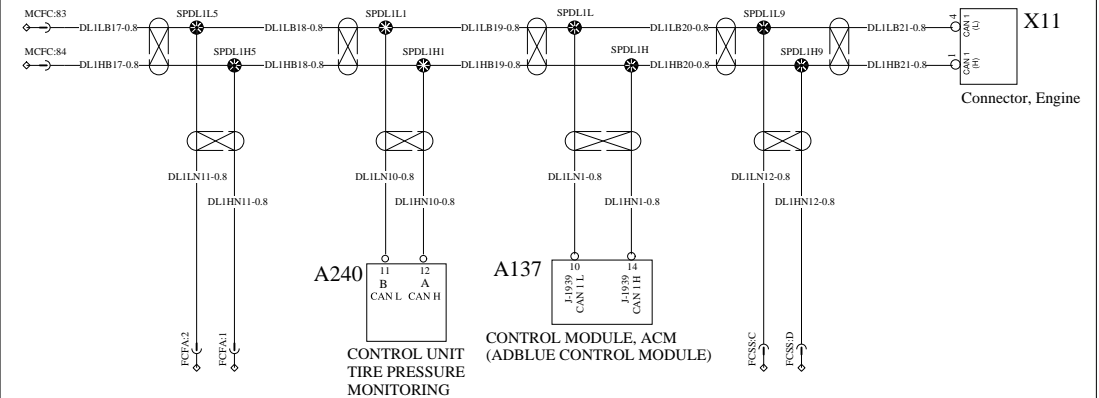 SPDL1L5 SPDL1L1 SPDL1L SPDL1L9
MCFC:83 DL1LB17-0.8 DL1LB18-0.8 DL1LB19-0.8 DL1LB20-0.8 DL1LB21-0.8 4 CAN 1 (L) X11
SPDL1H5 SPDL1H1 SPDL1H SPDL1H9
MCFC:84 DL1HB17-0.8 DL1HB18-0.8 DL1HB19-0.8 DL1HB20-0.8 DL1HB21-0.8 1 CAN 1 (H)
Connector, Engine
DL1LN11-0.8 DL1LN10-0.8 DL1LN1-0.8 DL1LN12-0.8
DL1HN11-0.8 DL1HN10-0.8 DL1HN1-0.8 DL1HN12-0.8
A240
11 12
B A
CAN L CAN H
CONTROL UNIT
TIRE PRESSURE
MONITORING
A137
10 14
J-1939 CAN 1 L
J-1939 CAN 1 H
CONTROL MODULE, ACM
(ADBLUE CONTROL MODULE)
FCFA:2 FCFA:1 FCSS:C FCSS:D